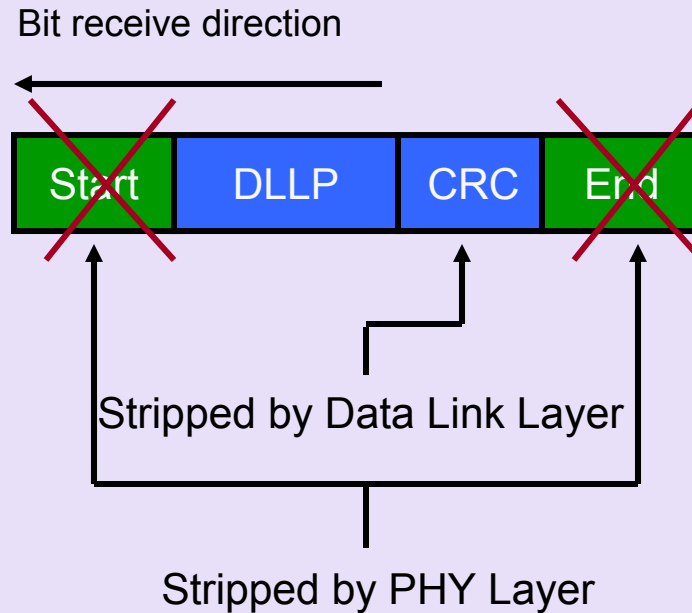 Bit receive direction
Start DLLP CRC End
Stripped by Data Link Layer
Stripped by PHY Layer